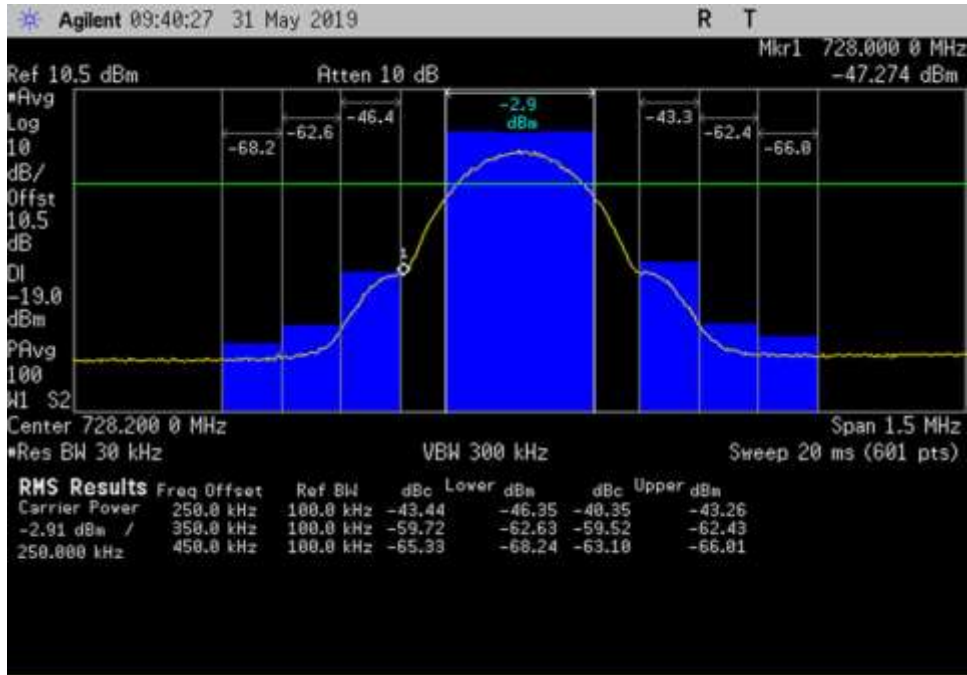 Agilent 09:40:27 31 May 2019 R T
Mkr1 728.000 0 MHz
Ref 10.5 dBm Atten 10 dB -47.274 dBm
#Avg
Log
10
dB/
Offst
10.5
dB
DI
-19.0
dBm
PAvg
100
W1 S2
-68.2
-62.6
-46.4
-2.9
dBm
-43.3
-62.4
-66.0
1
Center 728.200 0 MHz Span 1.5 MHz
#Res BW 30 kHz VBW 300 kHz Sweep 20 ms (601 pts)
RMS Results Freq Offset Ref BW dBc Lower dBm dBc Upper dBm
Carrier Power 250.0 kHz 100.0 kHz -43.44 -46.35 -40.35 -43.26
-2.91 dBm / 350.0 kHz 100.0 kHz -59.72 -62.63 -59.52 -62.43
250.000 kHz 450.0 kHz 100.0 kHz -65.33 -68.24 -63.10 -66.01